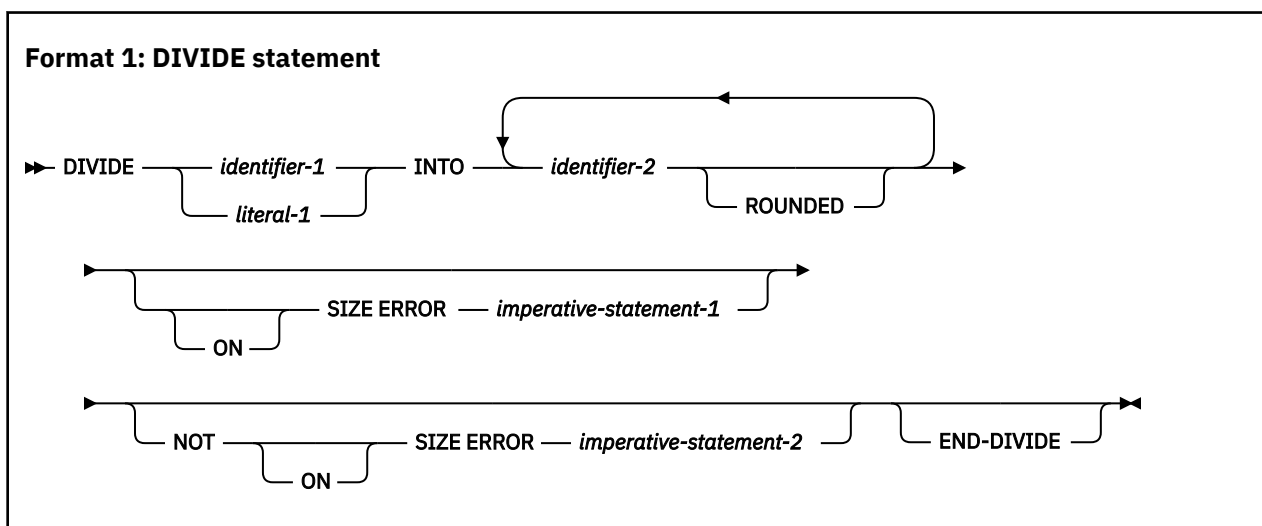 Format 1: DIVIDE statement
DIVIDE identifier-1 INTO identifier-2
literal-1 ROUNDED
SIZE ERROR imperative-statement-1
ON
NOT SIZE ERROR imperative-statement-2 END-DIVIDE
ON